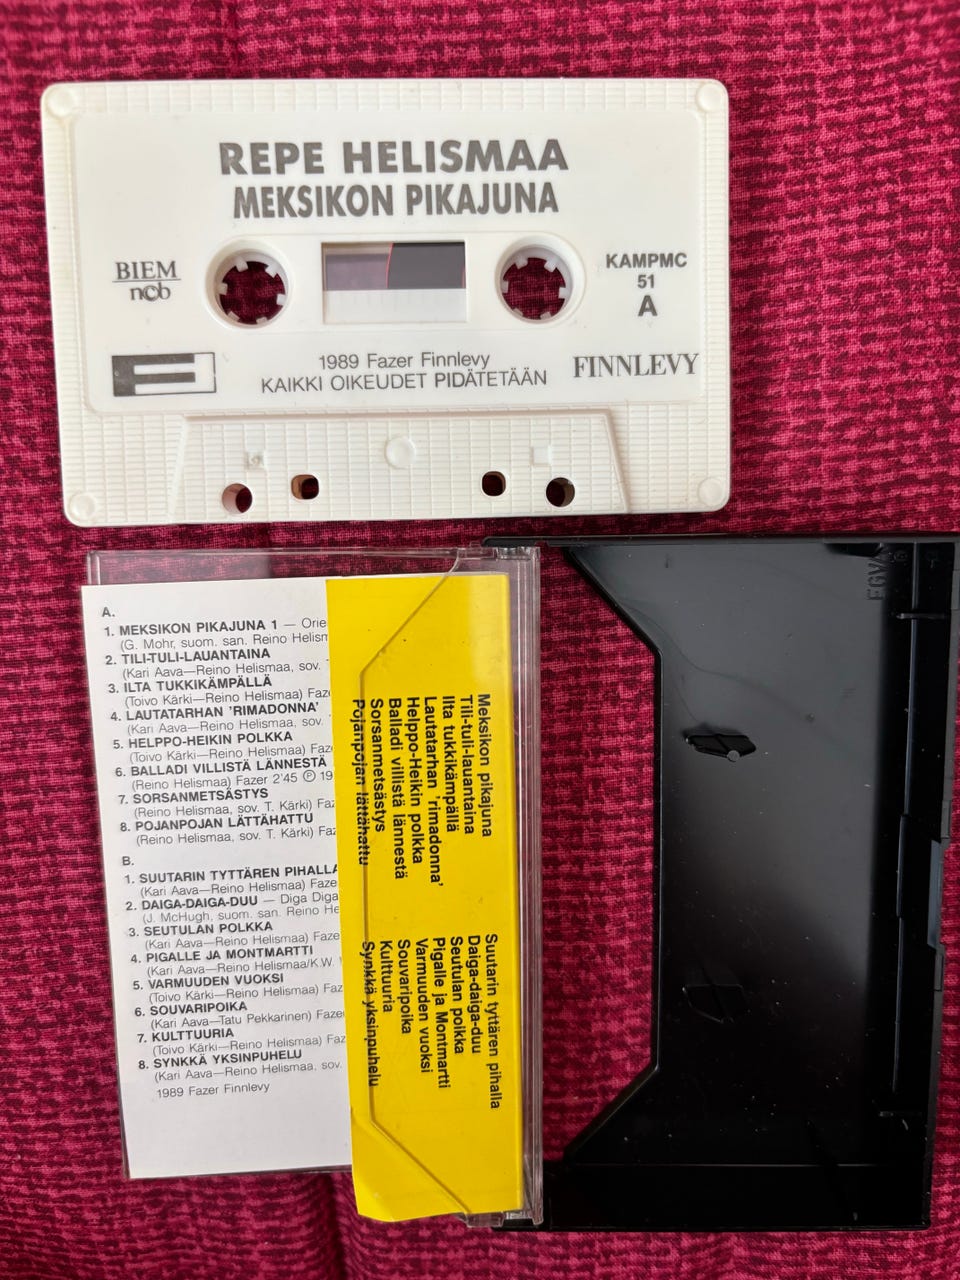 REPE HELISMAA
MEKSIKON PIKAJUNA
BIEM
ncb
KAMPMC
51
A
F
1989 Fazer Finnlevy
KAIKKI OIKEUDET PIDÄTETÄÄN
FINNLEVY
A.
1. MEKSIKON PIKAJUNA 1 — Orie
(G. Mohr, suom. san. Reino Helism
2. TILI-TULI-LAUANTAINA
(Kari Aava—Reino Helismaa, sov.
3. ILTA TUKKIKÄMPÄLLÄ
(Toivo Kärki—Reino Helismaa) Faze
4. LAUTATARHAN 'RIMADONNA'
(Kari Aava—Reino Helismaa, sov.
5. HELPPO-HEIKIN POLKKA
(Toivo Kärki—Reino Helismaa) Faz
6. BALLADI VILLISTÄ LÄNNESTÄ
(Reino Helismaa) Fazer 2'45 Ⓟ 19
7. SORSANMETSÄSTYS
(Reino Helismaa, sov. T. Kärki) Faz
8. POJANPOJAN LÄTTÄHATTU
(Reino Helismaa, sov. T. Kärki) Faz
B.
1. SUUTARIN TYTTÄREN PIHALLA
(Kari Aava—Reino Helismaa) Faze
2. DAIGA-DAIGA-DUU — Diga Diga
(J. McHugh, suom. san. Reino He
3. SEUTULAN POLKKA
(Kari Aava—Reino Helismaa) Faz
4. PIGALLE JA MONTMARTTI
(Kari Aava—Reino Helismaa/K.W.
5. VARMUUDEN VUOKSI
(Toivo Kärki—Reino Helismaa) Faz
6. SOUVARIPOIKA
(Kari Aava—Tatu Pekkarinen) Fazer
7. KULTTUURIA
(Toivo Kärki—Reino Helismaa) Faz
8. SYNKKÄ YKSINPUHELU
(Kari Aava—Reino Helismaa, sov.
1989 Fazer Finnlevy
Meksikon pikajuna
Tili-tuli-lauantaina
Ilta tukkikämpällä
Lautatarhan 'rimadonna'
Helppo-Heikin polkka
Balladi villistä lännestä
Sorsanmetsästys
Pojanpojan lättähattu
Suutarin tyttären pihalla
Daiga-daiga-duu
Seutulan polkka
Pigalle ja Montmartti
Varmuuden vuoksi
Souvaripoika
Kulttuuria
Synkkä yksinpuhelu